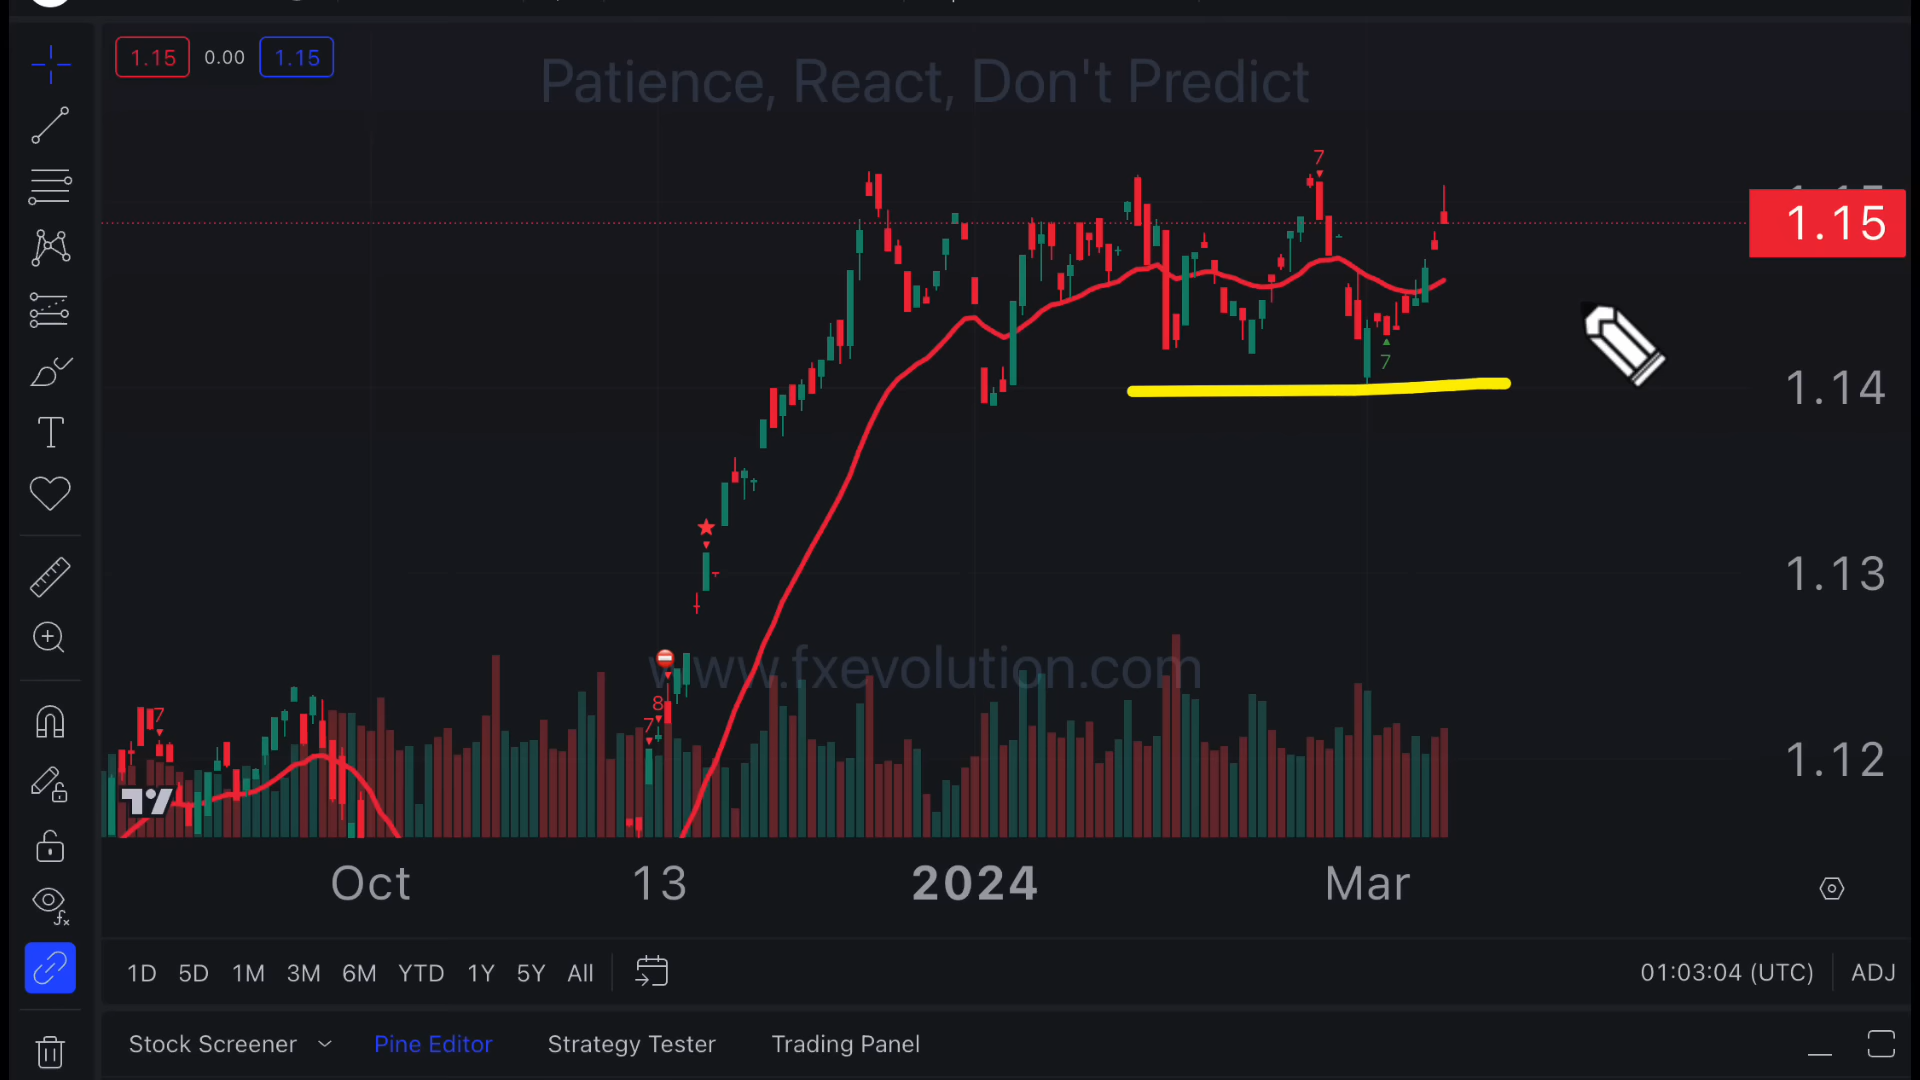 1.15 0.00 1.15
Patience, React, Don't Predict
7
1.15
7
1.14
1.13
www.fxevolution.com
8
7
7
1.12
Oct 13 2024 Mar
1D 5D 1M 3M 6M YTD 1Y 5Y All 01:03:04 (UTC) ADJ
Stock Screener Pine Editor Strategy Tester Trading Panel